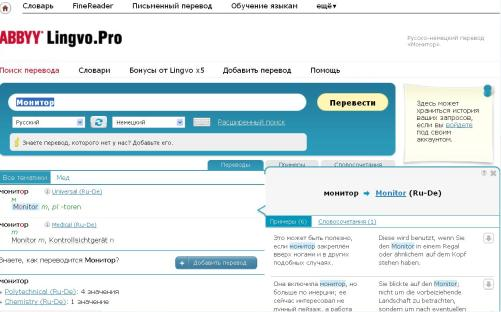 Словарь FineReader Письменный перевод Обучение языкам ещё
ABBYY Lingvo.Pro
Русско-немецкий перевод
«Монитор».
Поиск перевода Словари Бонусы от Lingvo x5 Добавить перевод Помощь
Монитор
Перевести
Русский Немецкий Расширенный поиск
Знаете перевод, которого нет у нас? Добавьте его.
Здесь может
храниться история
ваших запросов,
если вы войдете
под своим
аккаунтом.
Переводы Примеры Словосочетания
Все тематики Мед
монитор Universal (Ru-De)
м
Monitor m, pl -toren
монитор Medical (Ru-De)
м
Monitor m, Kontrollsichtgerät n
Знаете, как переводится Монитор?
Добавить перевод
монитор
Polytechnical (Ru-De): 4 значения
Chemistry (Ru-De): 1 значение
монитор Monitor (Ru-De)
Примеры (6) Словосочетания (1)
Это может быть полезно,
если монитор закреплён
вверх ногами и в других
подобных случаях.
Diese wird benutzt, wenn Sie
den Monitor in einem Regal
oder ähnlichem auf dem Kopf
stehen haben.
Она включила монитор, но
больше по инерции; ее
сейчас интересовал не
лунный пейзаж, а работа
Sie blickte auf den Monitor;
nicht um die vorbeiziehende
Landschaft zu betrachten,
sondern um nach eventuellen